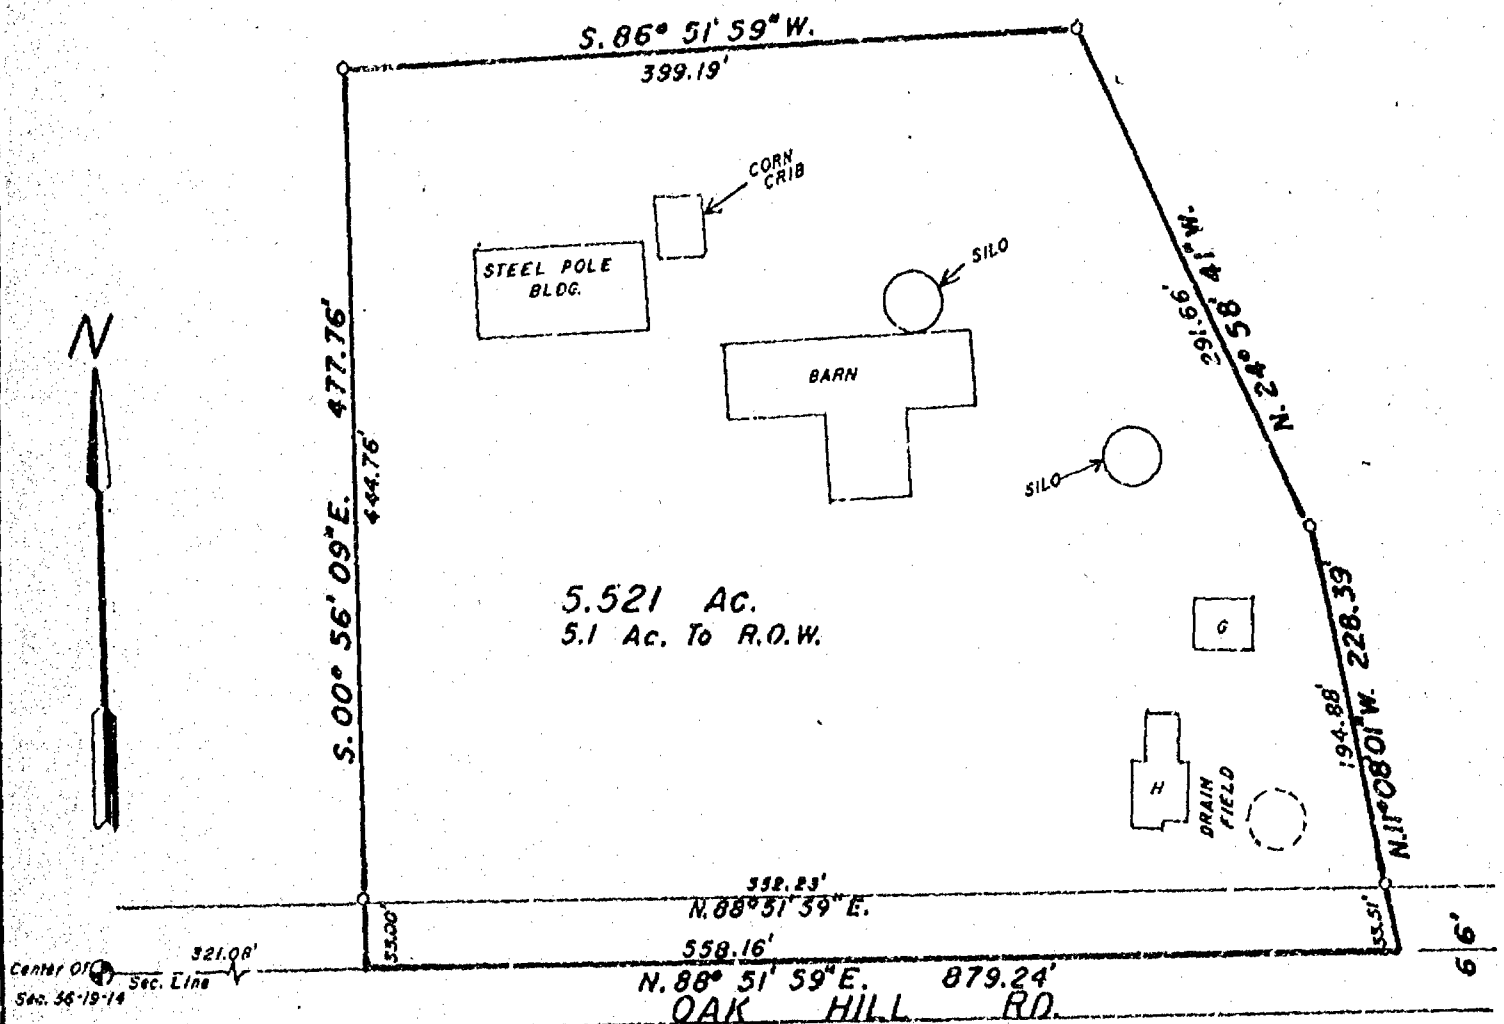 S. 86° 51' 59" W.
399.19'
CORN
CRIB
STEEL POLE
BLDG.
SILO
BARN
N
S. 00° 56' 09" E. 477.76'
444.76'
N. 24° 58' 41" W.
291.66'
SILO
5.521 Ac.
5.1 Ac. To R.O.W.
G
N. 11° 08' 01" W. 228.39'
194.88'
H
DRAIN
FIELD
552.23'
N. 88° 51' 59" E.
33.00'
33.51'
558.16'
N. 88° 51' 59" E. 879.24'
321.08'
Center Of
Sec. Line
Sec. 36-19-14
66'
OAK HILL RD.